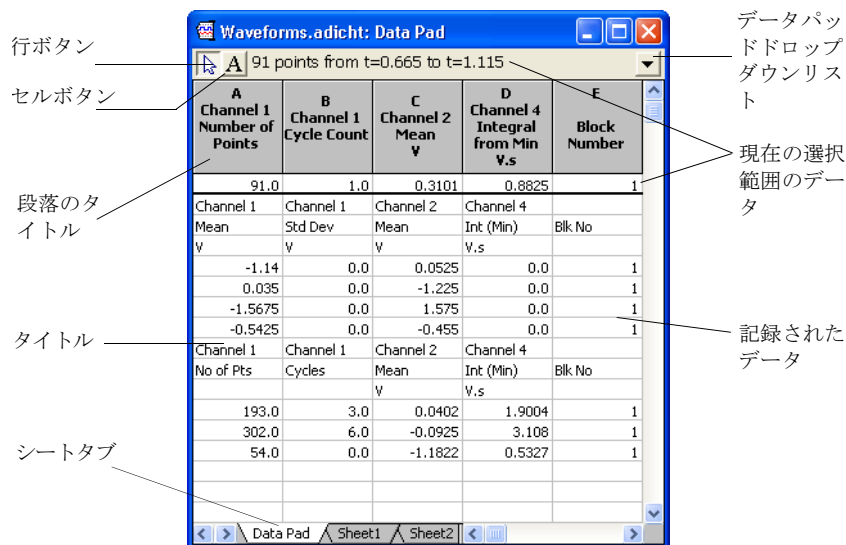 Waveforms.adicht: Data Pad
A 91 points from t=0.665 to t=1.115
行ボタン
セルボタン
データパッ
ドドロップ
ダウンリス
ト
A
Channel 1
Number of
Points
B
Channel 1
Cycle Count
C
Channel 2
Mean
V
D
Channel 4
Integral
from Min
V.s
E
Block
Number
現在の選択
範囲のデー
タ
段落のタ
イトル
91.0 1.0 0.3101 0.8825 1
Channel 1 Channel 1 Channel 2 Channel 4
Mean Std Dev Mean Int (Min) Blk No
V V V V.s
-1.14 0.0 0.0525 0.0 1
0.035 0.0 -1.225 0.0 1
-1.5675 0.0 1.575 0.0 1
-0.5425 0.0 -0.455 0.0 1
タイトル
記録された
データ
Channel 1 Channel 1 Channel 2 Channel 4
No of Pts Cycles Mean Int (Min) Blk No
V V.s
193.0 3.0 0.0402 1.9004 1
302.0 6.0 -0.0925 3.108 1
54.0 0.0 -1.1822 0.5327 1
シートタブ
Data Pad Sheet1 Sheet2